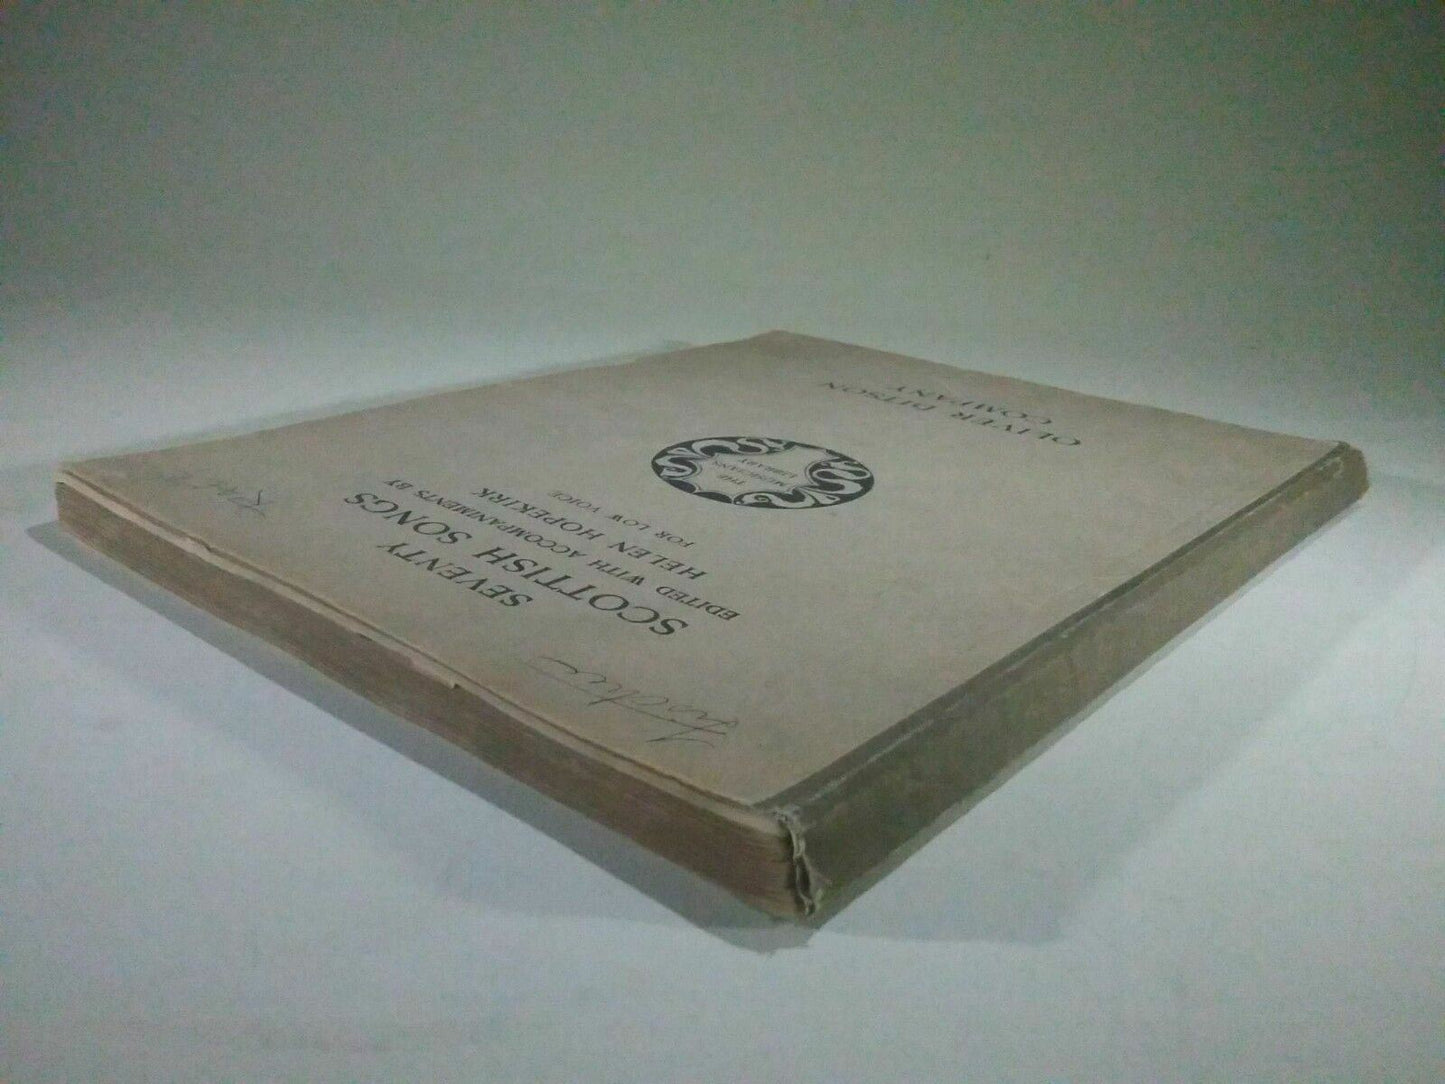 SEVENTY
SCOTTISH SONGS
EDITED WITH ACCOMPANIMENTS BY
HELEN HOPEKIRK
FOR LOW VOICE
THE
MUSICIANS
LIBRARY
OLIVER DITSON
COMPANY